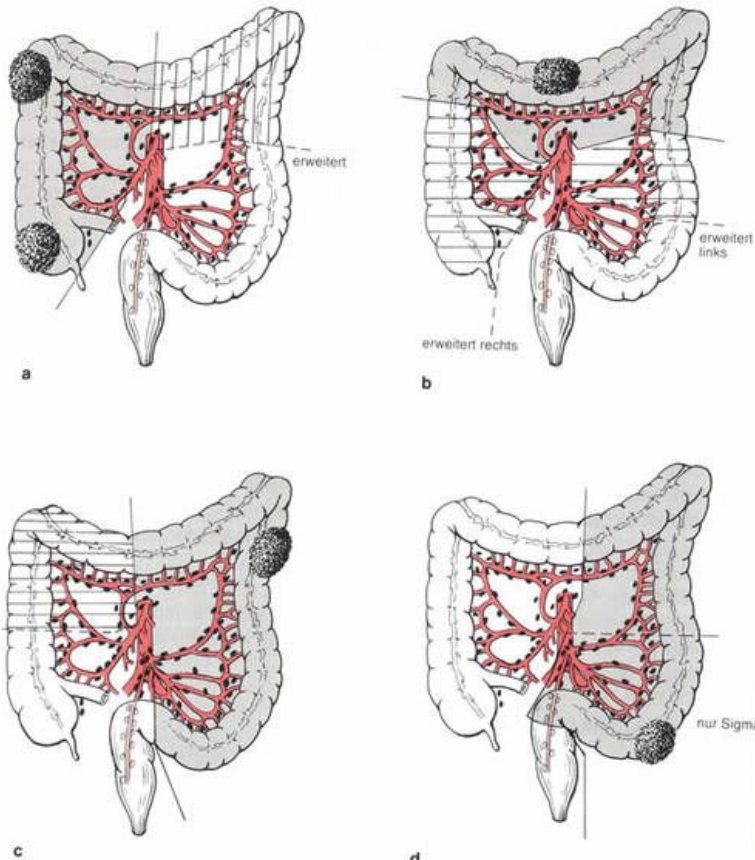 erweitert
a
erweitert
links
erweitert rechts
b
c
nur Sigma
d